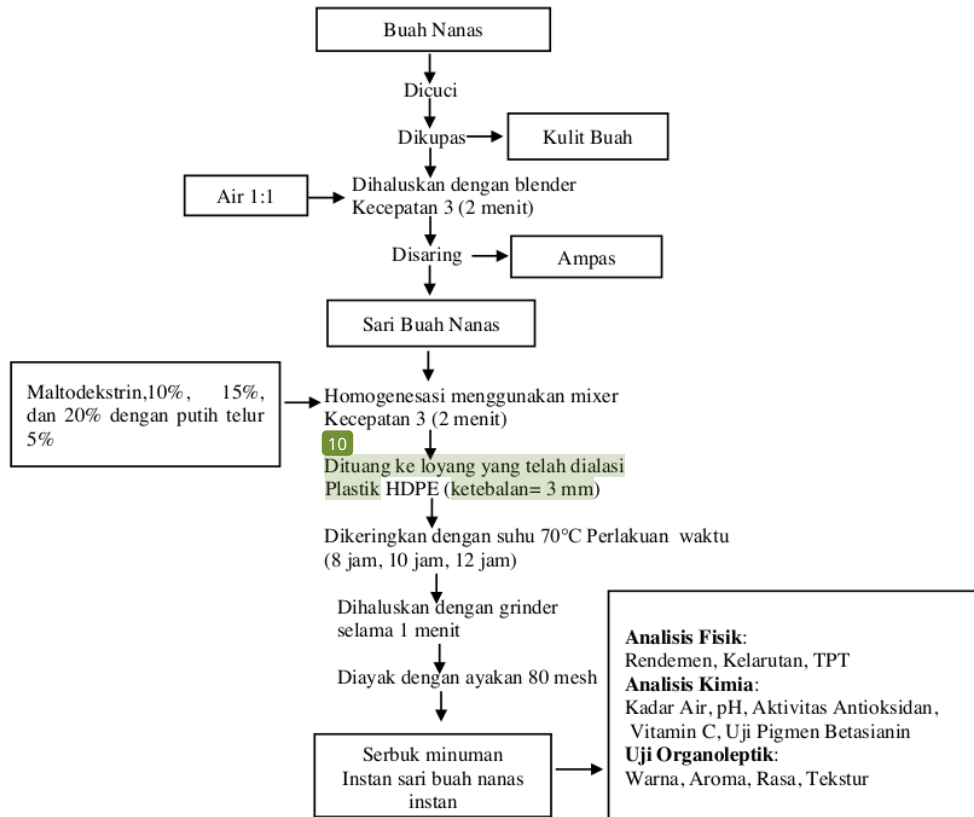 Buah Nanas
Dicuci
Dikupas
Kulit Buah
Air 1:1
Dihaluskan dengan blender
Kecepatan 3 (2 menit)
Disaring
Ampas
Sari Buah Nanas
Maltodekstrin,10%, 15%,
dan 20% dengan putih telur
5%
Homogenesasi menggunakan mixer
Kecepatan 3 (2 menit)
10
Dituang ke loyang yang telah dialasi
Plastik HDPE (ketebalan= 3 mm)
Dikeringkan dengan suhu 70°C Perlakuan waktu
(8 jam, 10 jam, 12 jam)
Dihaluskan dengan grinder
selama 1 menit
Diayak dengan ayakan 80 mesh
Serbuk minuman
Instan sari buah nanas
instan
Analisis Fisik:
Rendemen, Kelarutan, TPT
Analisis Kimia:
Kadar Air, pH, Aktivitas Antioksidan,
Vitamin C, Uji Pigmen Betasianin
Uji Organoleptik:
Warna, Aroma, Rasa, Tekstur